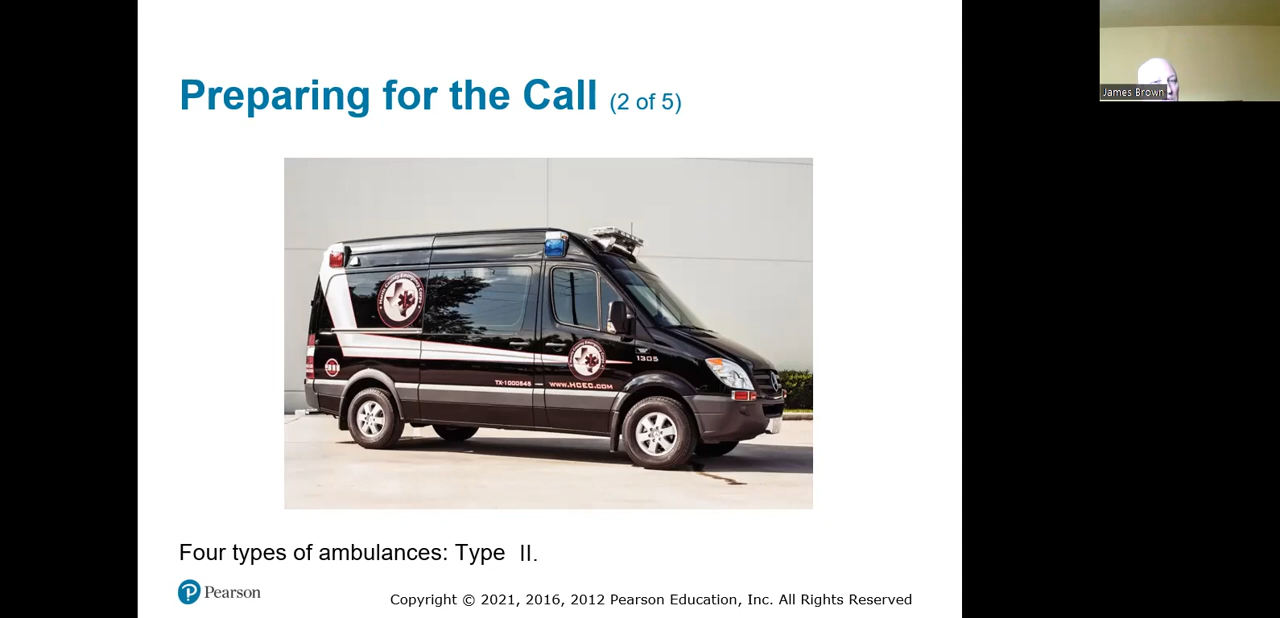 Preparing for the Call (2 of 5)
James Brown
1305
TX-1000545
www.HCEC.com
Four types of ambulances: Type II.
Pearson
Copyright © 2021, 2016, 2012 Pearson Education, Inc. All Rights Reserved